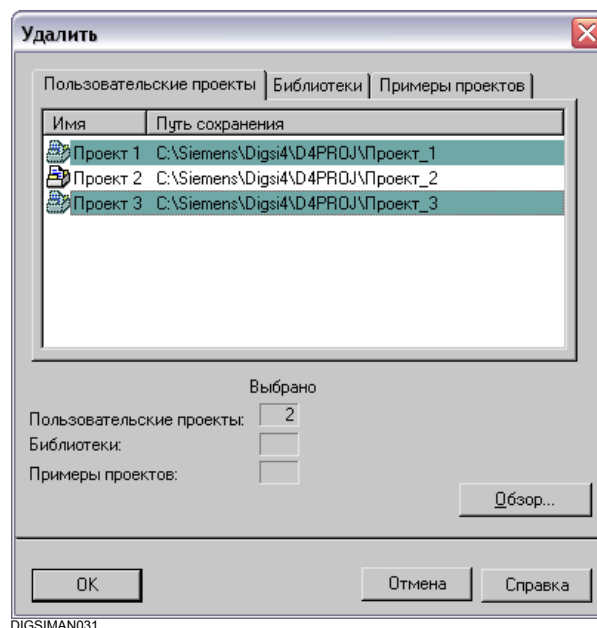 Удалить
Пользовательские проекты Библиотеки Примеры проектов
Имя Путь сохранения
Проект 1 C:\Siemens\Digsi4\D4PROJ\Проект_1
Проект 2 C:\Siemens\Digsi4\D4PROJ\Проект_2
Проект 3 C:\Siemens\Digsi4\D4PROJ\Проект_3
Выбрано
Пользовательские проекты: 2
Библиотеки:
Примеры проектов:
Обзор...
OK Отмена Справка
DIGSIMAN031